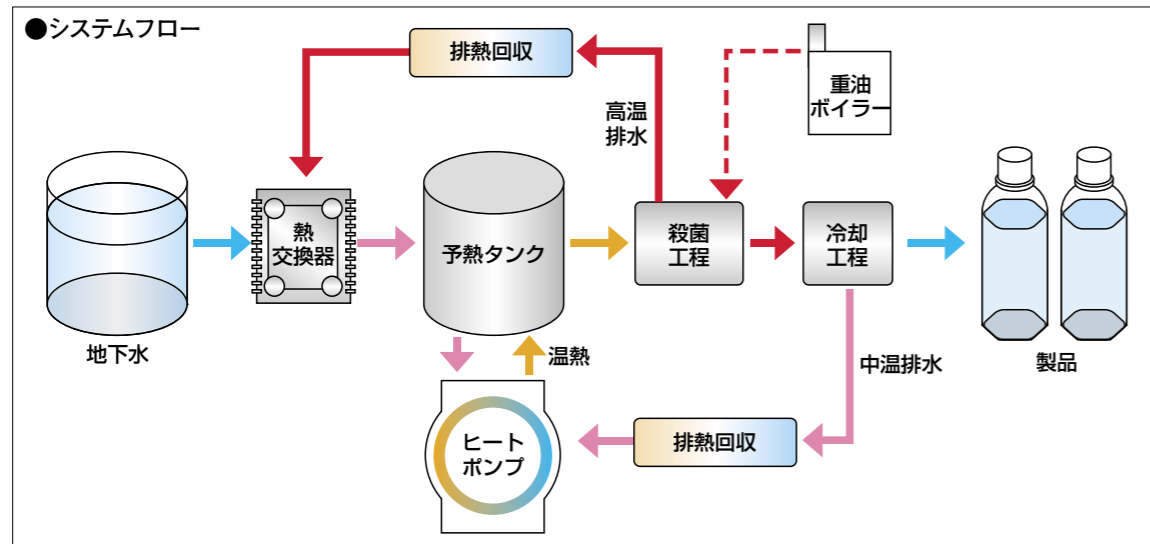 ●システムフロー
排熱回収
重油
ボイラー
高温
排水
熱
交換器
予熱タンク
殺菌
工程
冷却
工程
地下水
温熱
中温排水
製品
ヒート
ポンプ
排熱回収